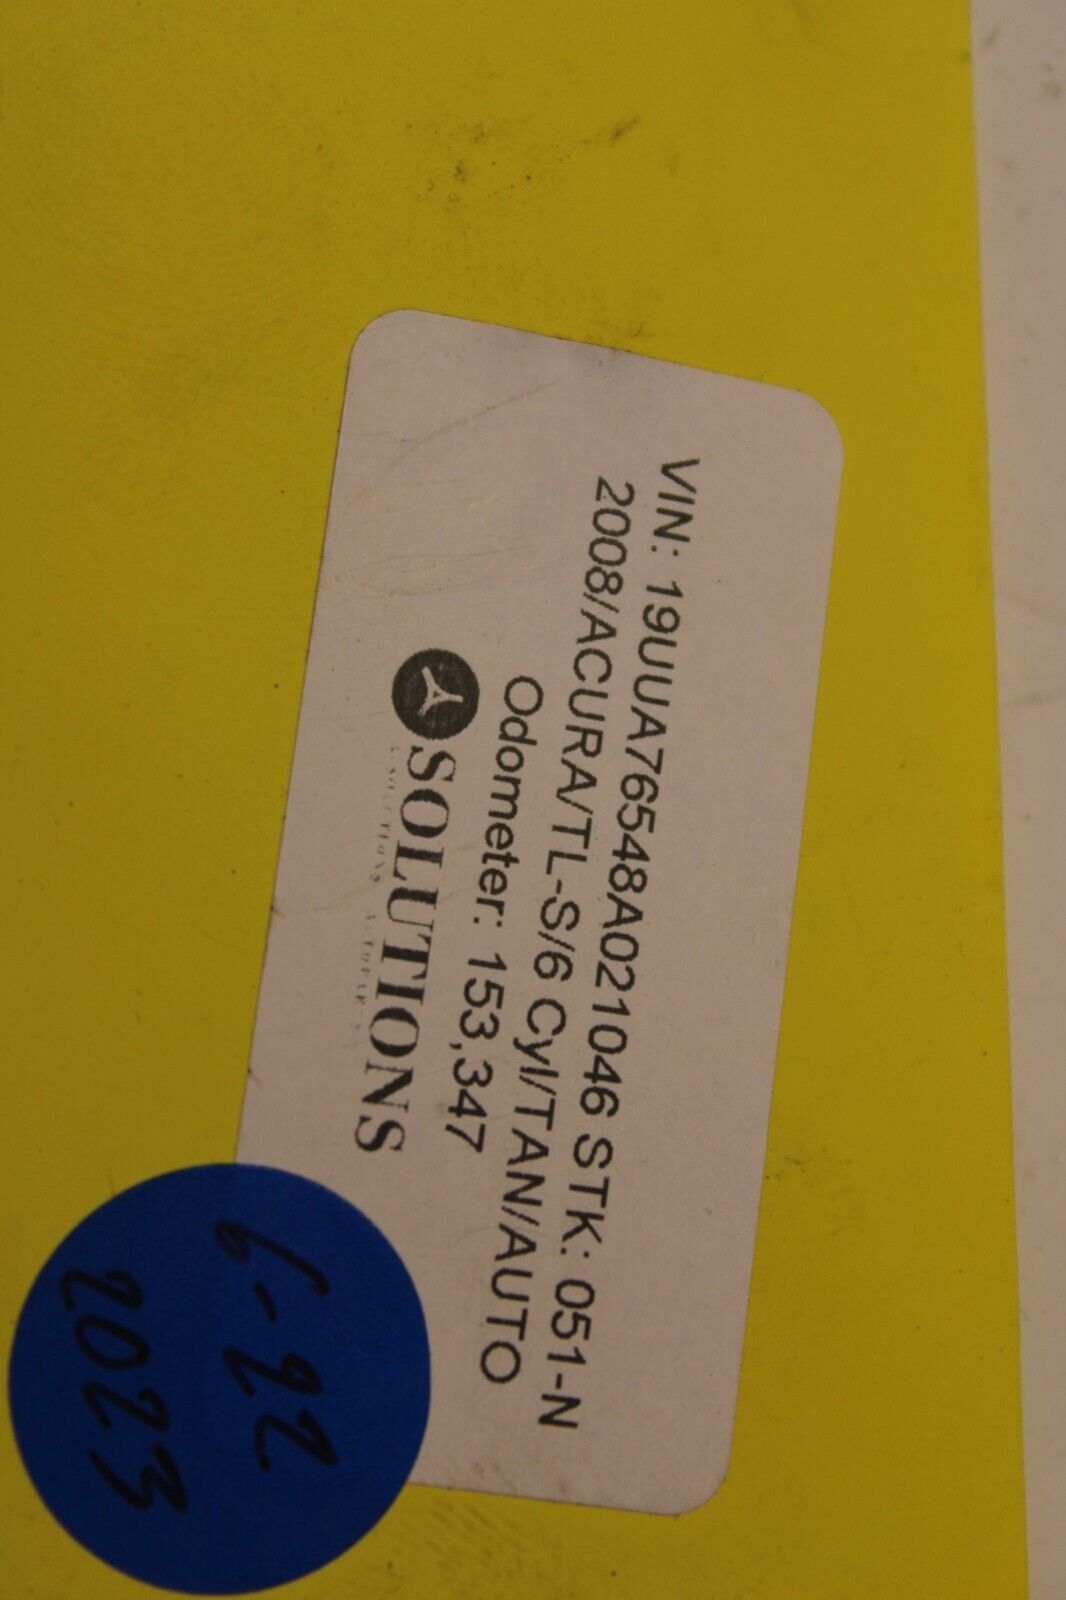 VIN: 19UUA76548A021046 STK: 051-N
2008/ACURA/TL-S/6 Cyl/TAN/AUTO
Odometer: 153,347
SOLUTIONS
6-22
2023